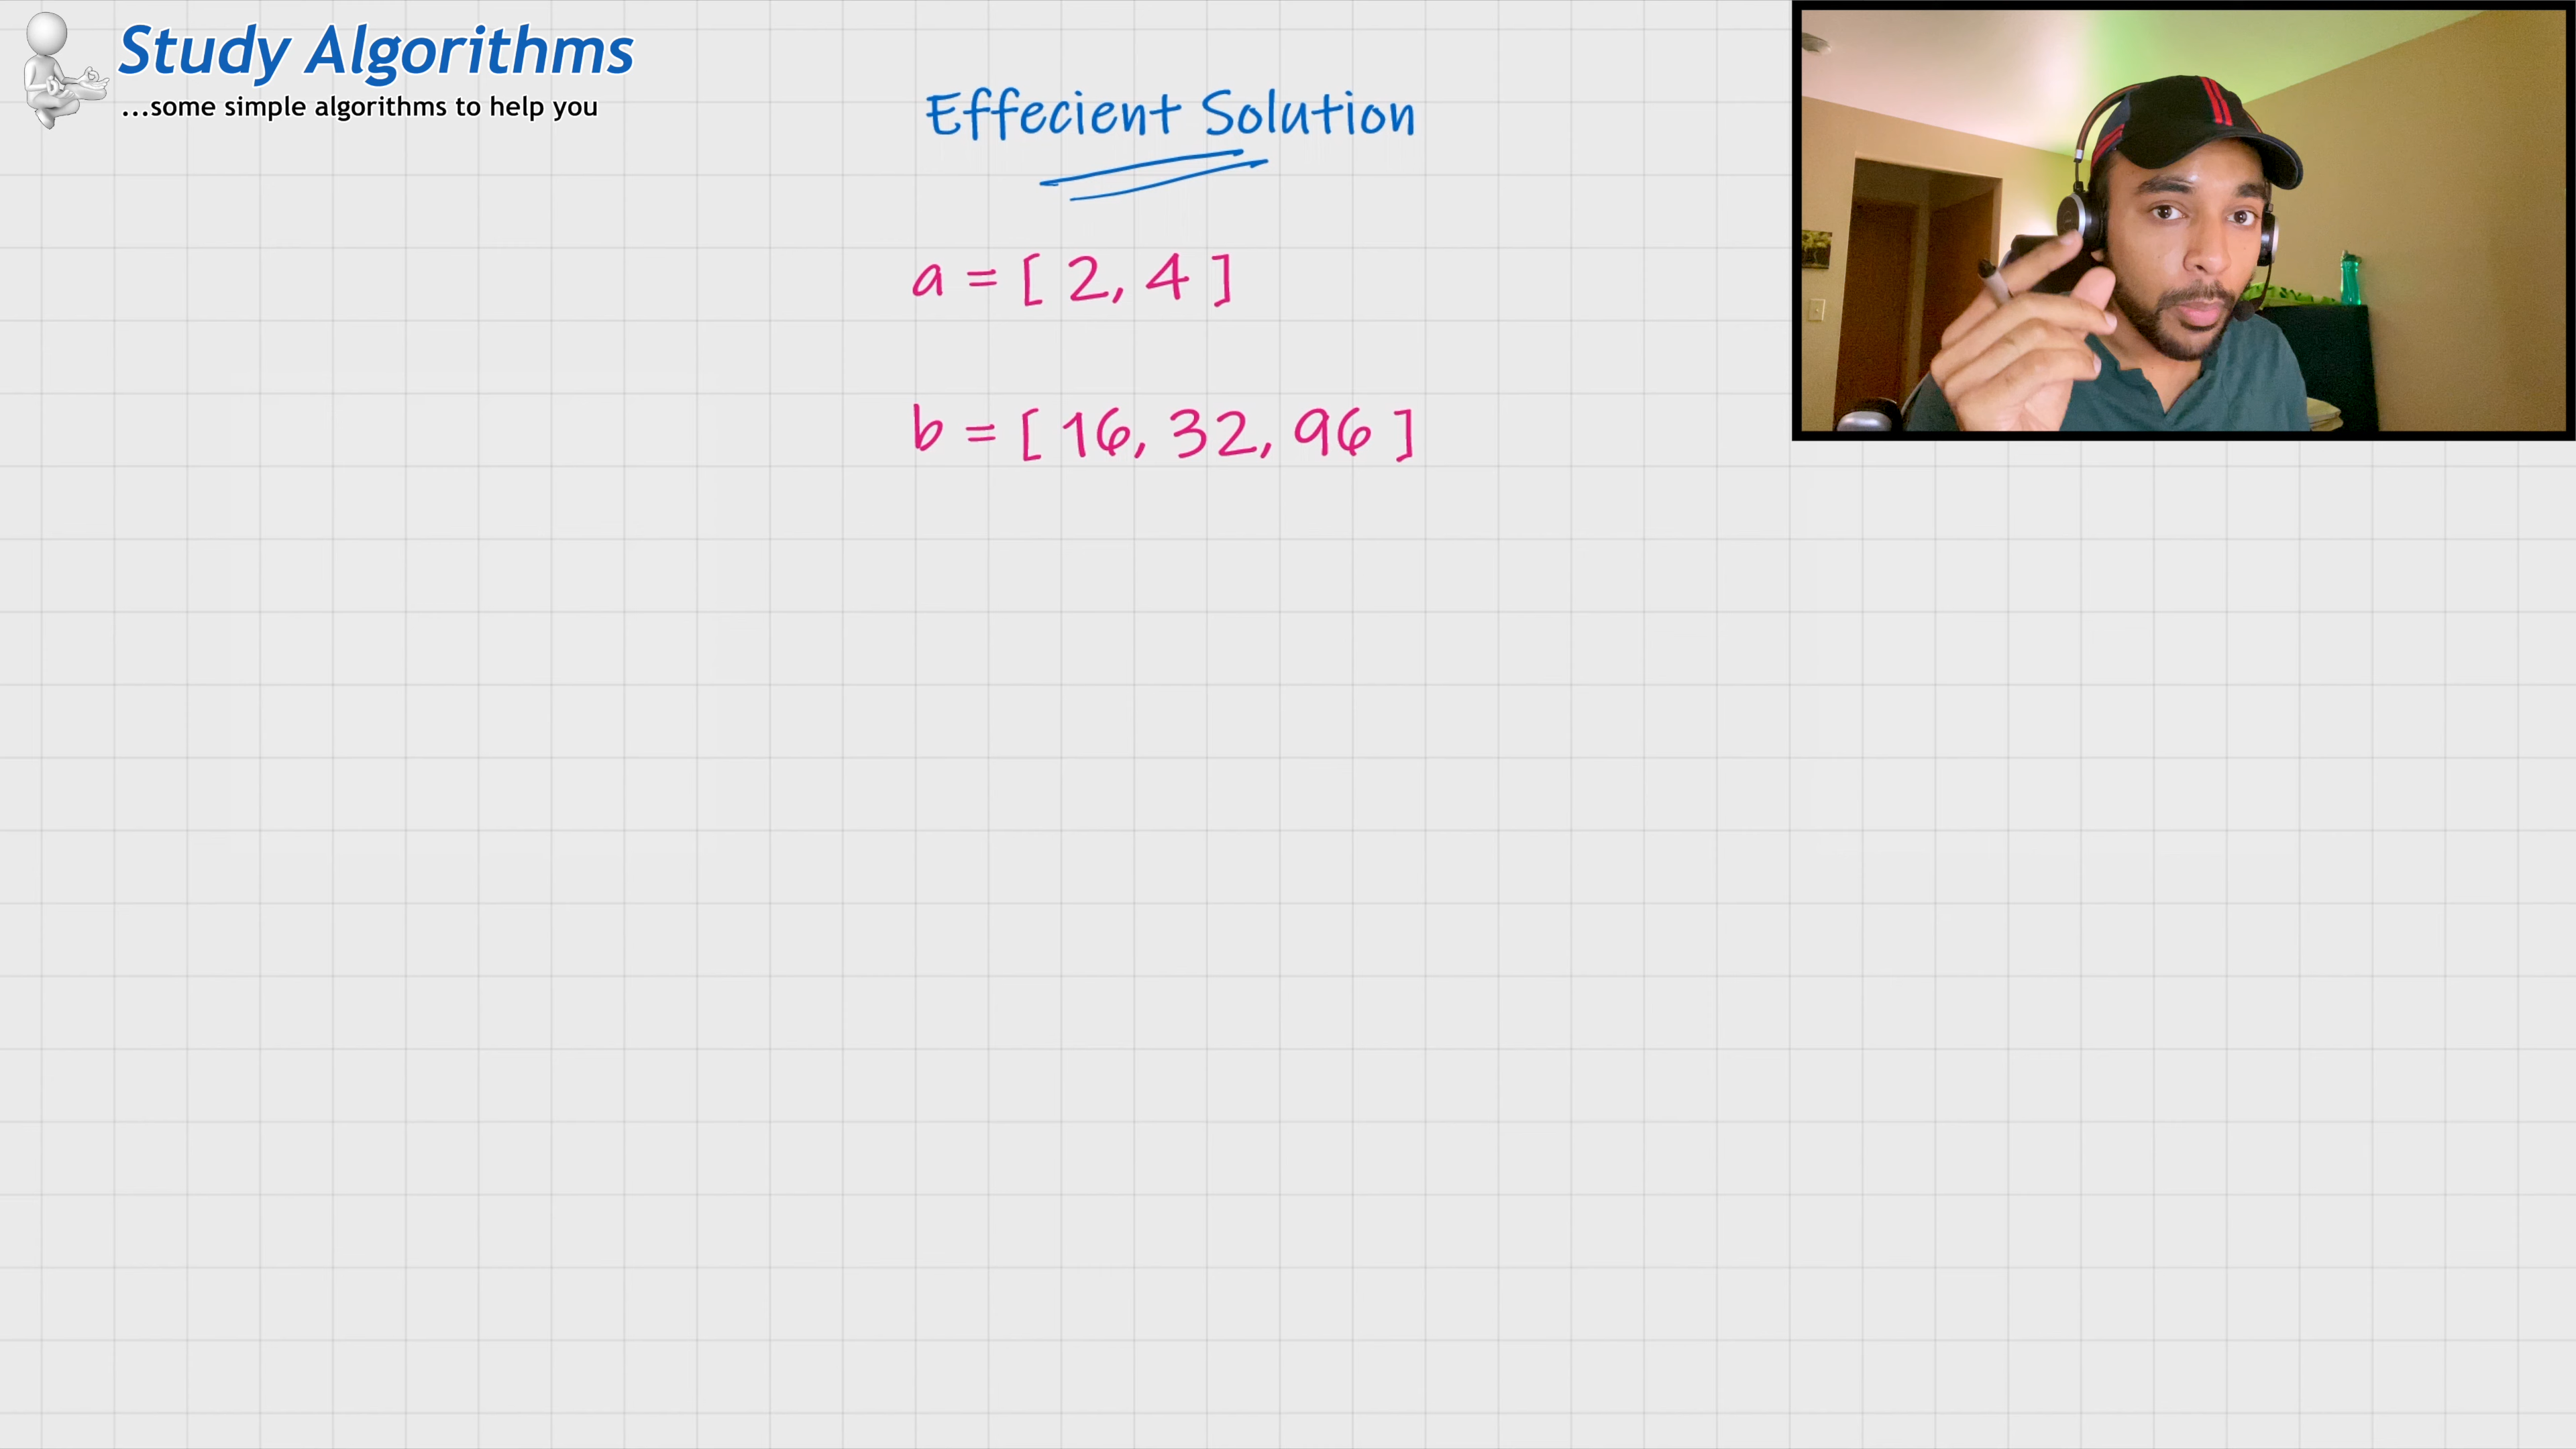 Study Algorithms
...some simple algorithms to help you
Effecient Solution
a = [ 2, 4 ]
b = [ 16, 32, 96 ]